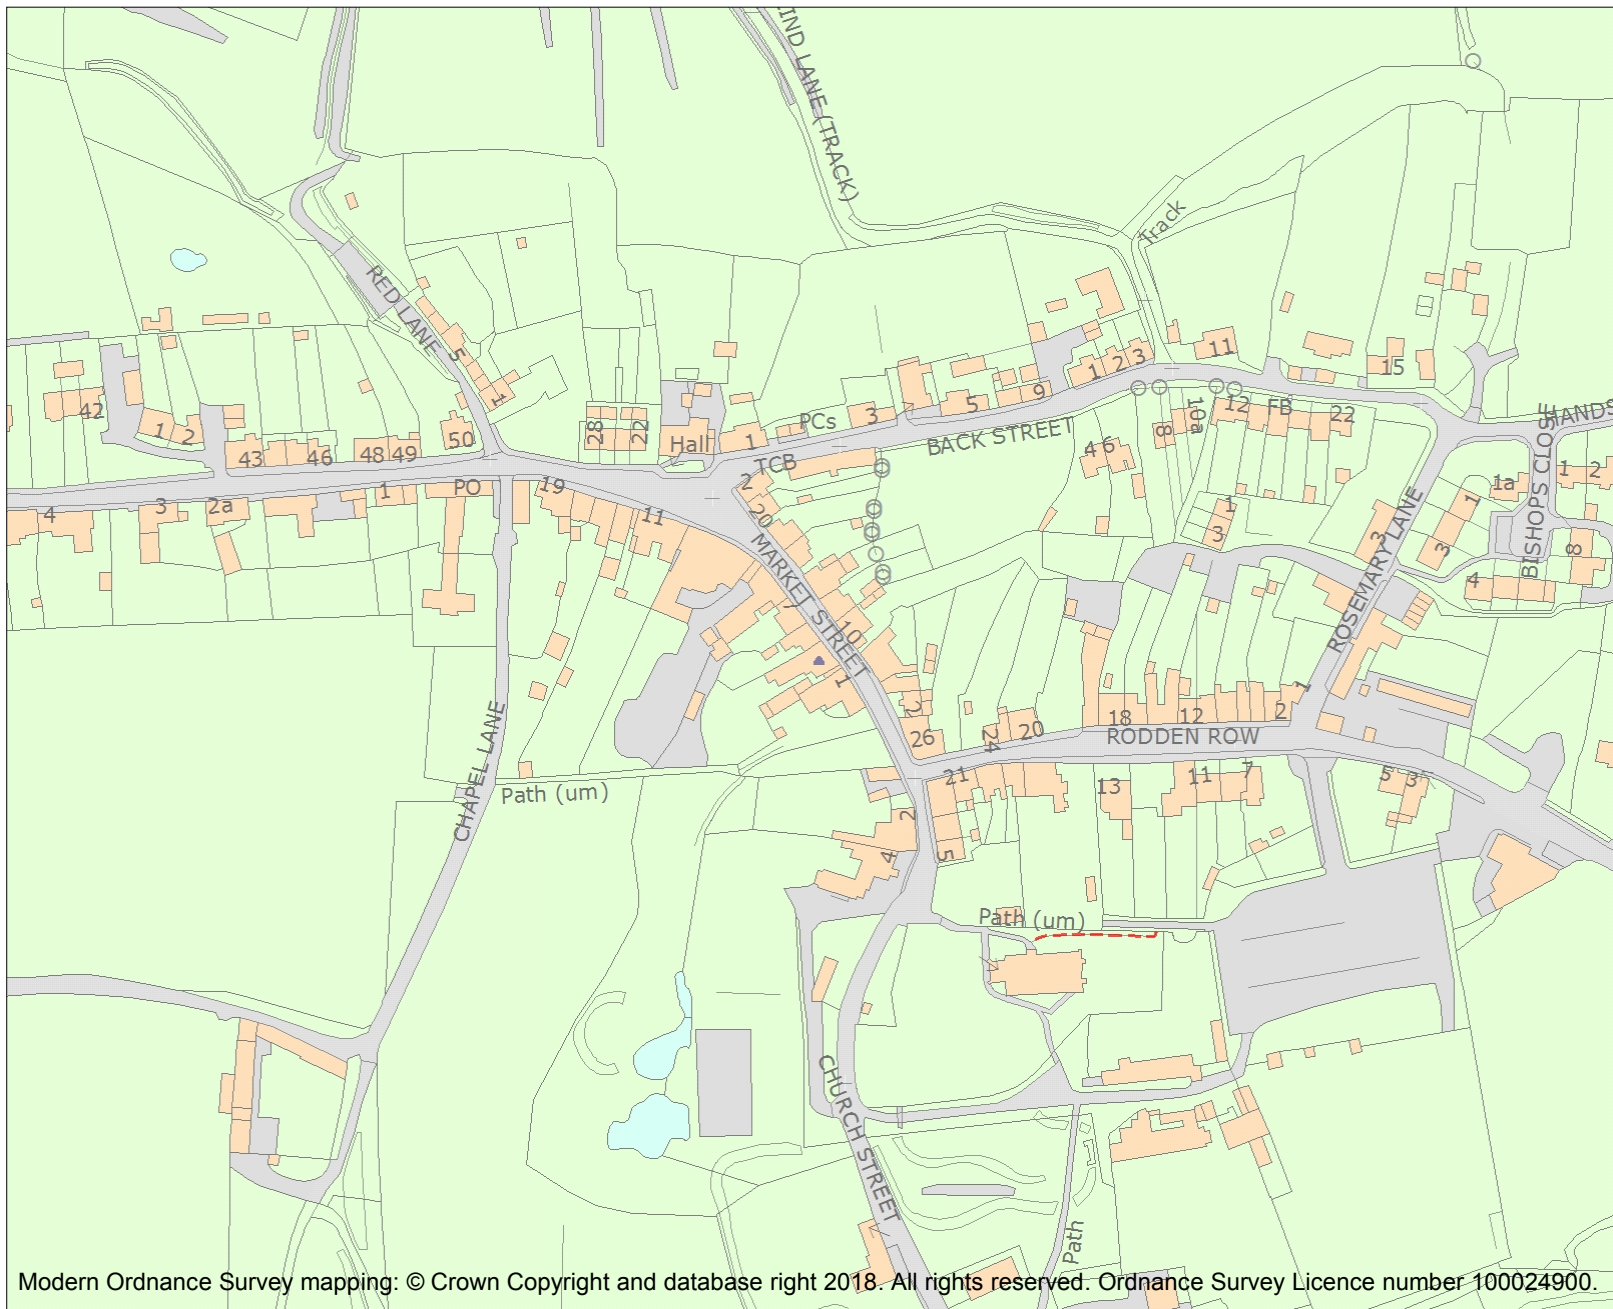 IND LANE (TRACK)
Track
RED LANE
5
1
42
1
2
43
46
48
49
50
28
22
Hall
1
PCs
3
5
9
1
2
3
11
15
TCB
BACK STREET
4
6
8
10a
12
FB
22
HANDS
1
2
1a
BISHOPS CLOSE
8
4
1
3
3
ROSEMARY LANE
1
3
4
3
2a
1
PO
19
11
2
20
MARKET STREET
10
1
2
26
24
20
18
12
2
1
RODDEN ROW
21
13
11
7
5
3
CHAPEL LANE
Path (um)
2
4
5
Path (um)
CHURCH STREET
Path
Modern Ordnance Survey mapping: © Crown Copyright and database right 2018. All rights reserved. Ordnance Survey Licence number 100024900.